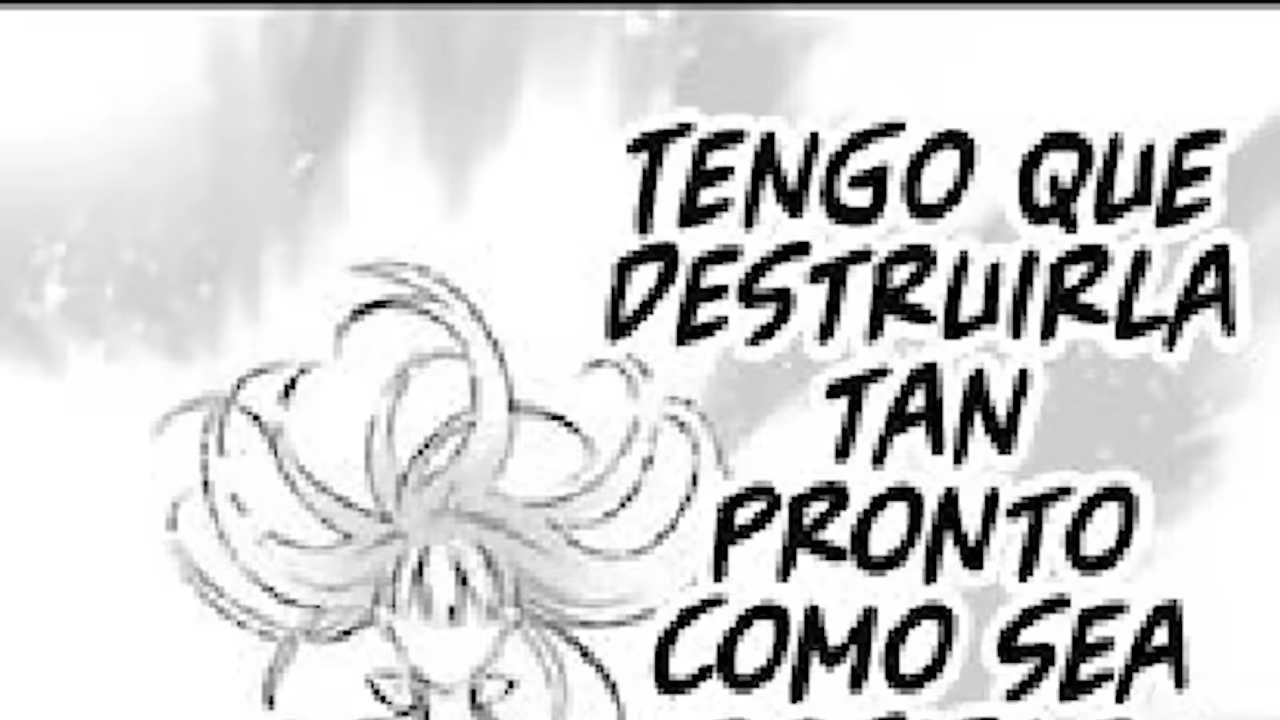 TENGO QUE
DESTRUIRLA
TAN
PRONTO
COMO SEA